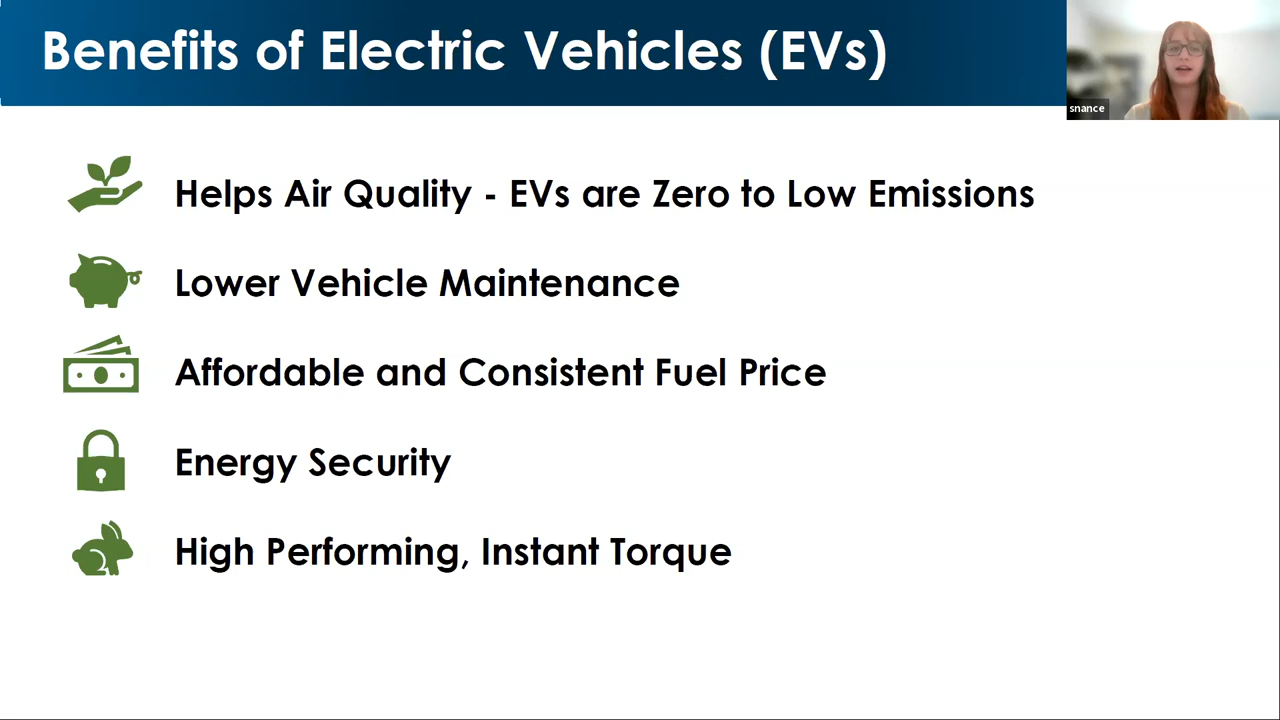 Benefits of Electric Vehicles (EVs)
snance
Helps Air Quality - EVs are Zero to Low Emissions
Lower Vehicle Maintenance
Affordable and Consistent Fuel Price
Energy Security
High Performing, Instant Torque